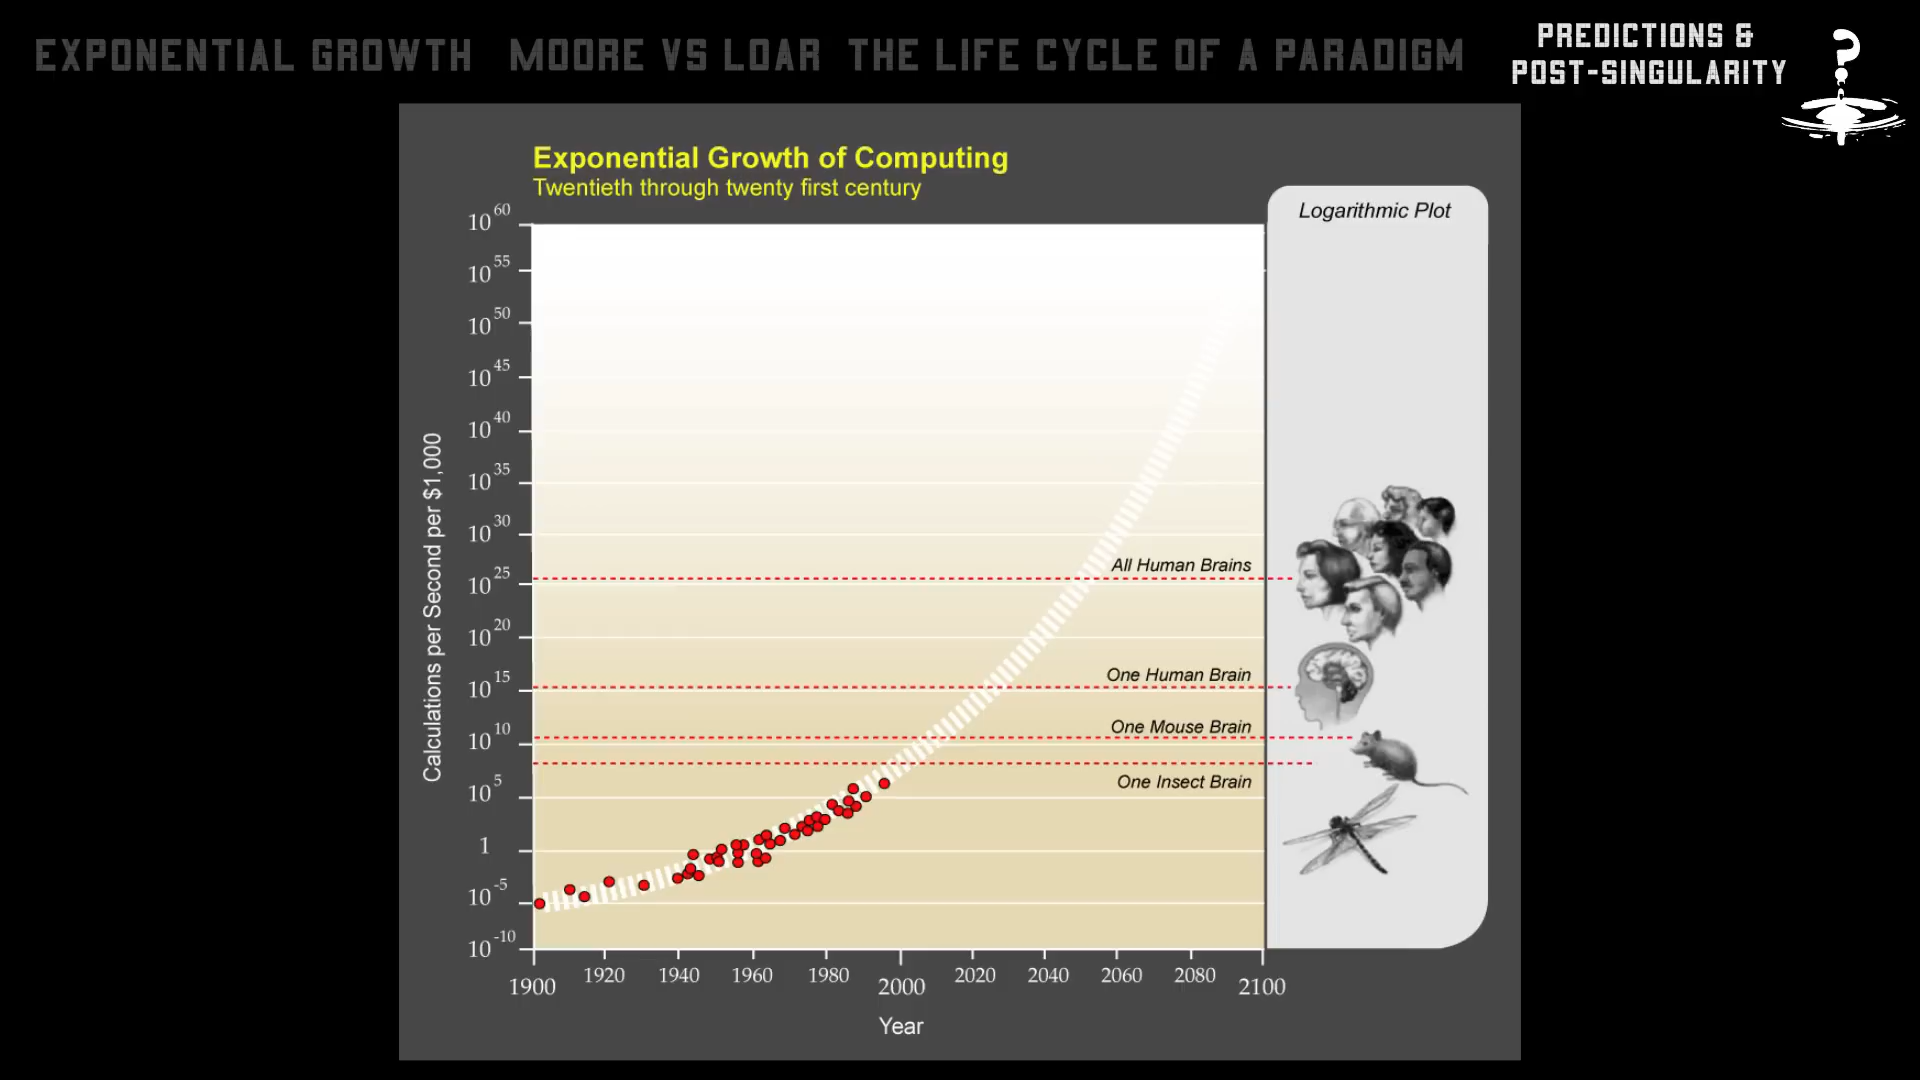 EXPONENTIAL GROWTH MOORE VS LOAR THE LIFE CYCLE OF A PARADIGM
PREDICTIONS &
POST-SINGULARITY
?
Exponential Growth of Computing
Twentieth through twenty first century
Logarithmic Plot
10^60
10^55
10^50
10^45
10^40
10^35
10^30
10^25
10^20
10^15
10^10
10^5
1
10^-5
10^-10
Calculations per Second per $1,000
All Human Brains
One Human Brain
One Mouse Brain
One Insect Brain
1900 1920 1940 1960 1980 2000 2020 2040 2060 2080 2100
Year